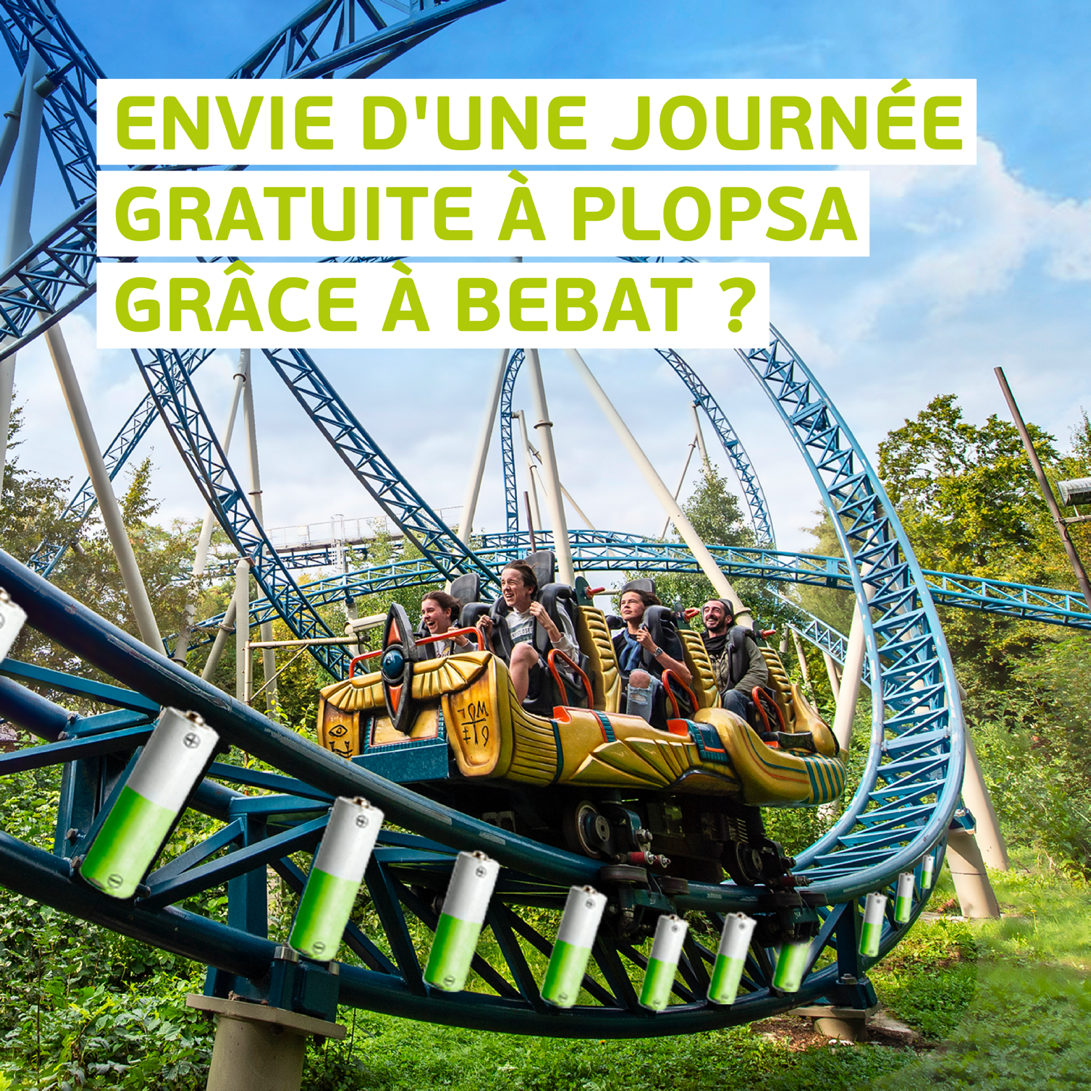 ENVIE D'UNE JOURNÉE
GRATUITE À PLOPSA
GRÂCE À BEBAT ?